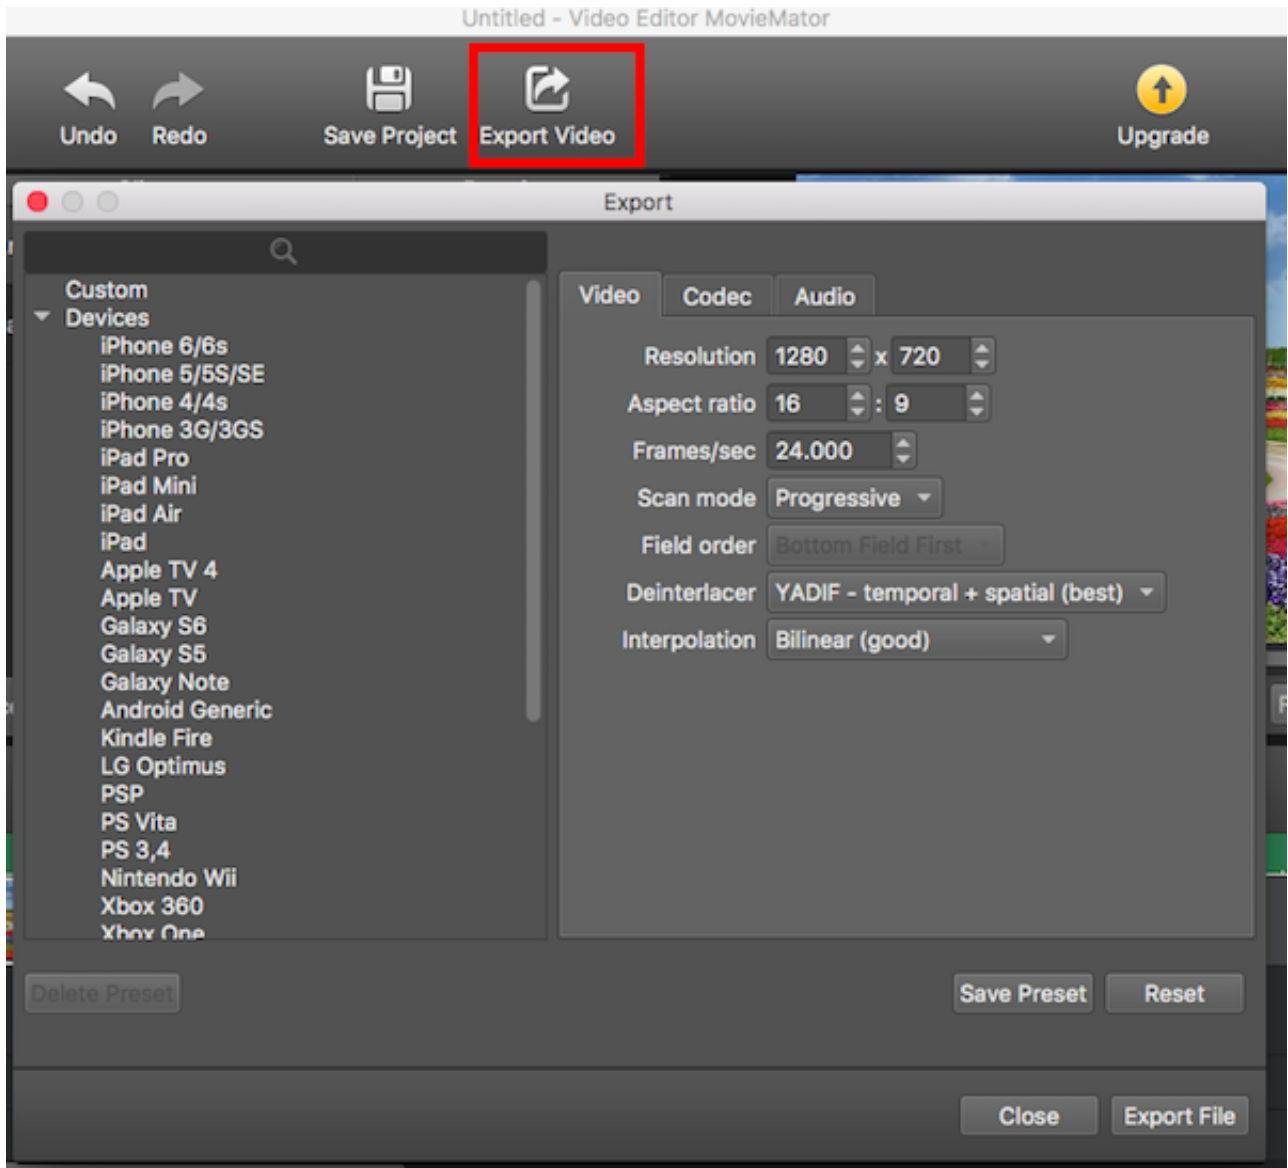 Untitled - Video Editor MovieMator
Undo Redo Save Project Export Video Upgrade
Export
Custom
Devices
iPhone 6/6s
iPhone 5/5S/SE
iPhone 4/4s
iPhone 3G/3GS
iPad Pro
iPad Mini
iPad Air
iPad
Apple TV 4
Apple TV
Galaxy S6
Galaxy S5
Galaxy Note
Android Generic
Kindle Fire
LG Optimus
PSP
PS Vita
PS 3,4
Nintendo Wii
Xbox 360
Xbox One
Video Codec Audio
Resolution 1280 x 720
Aspect ratio 16 : 9
Frames/sec 24.000
Scan mode Progressive
Field order Bottom Field First
Deinterlacer YADIF - temporal + spatial (best)
Interpolation Bilinear (good)
Delete Preset Save Preset Reset
Close Export File